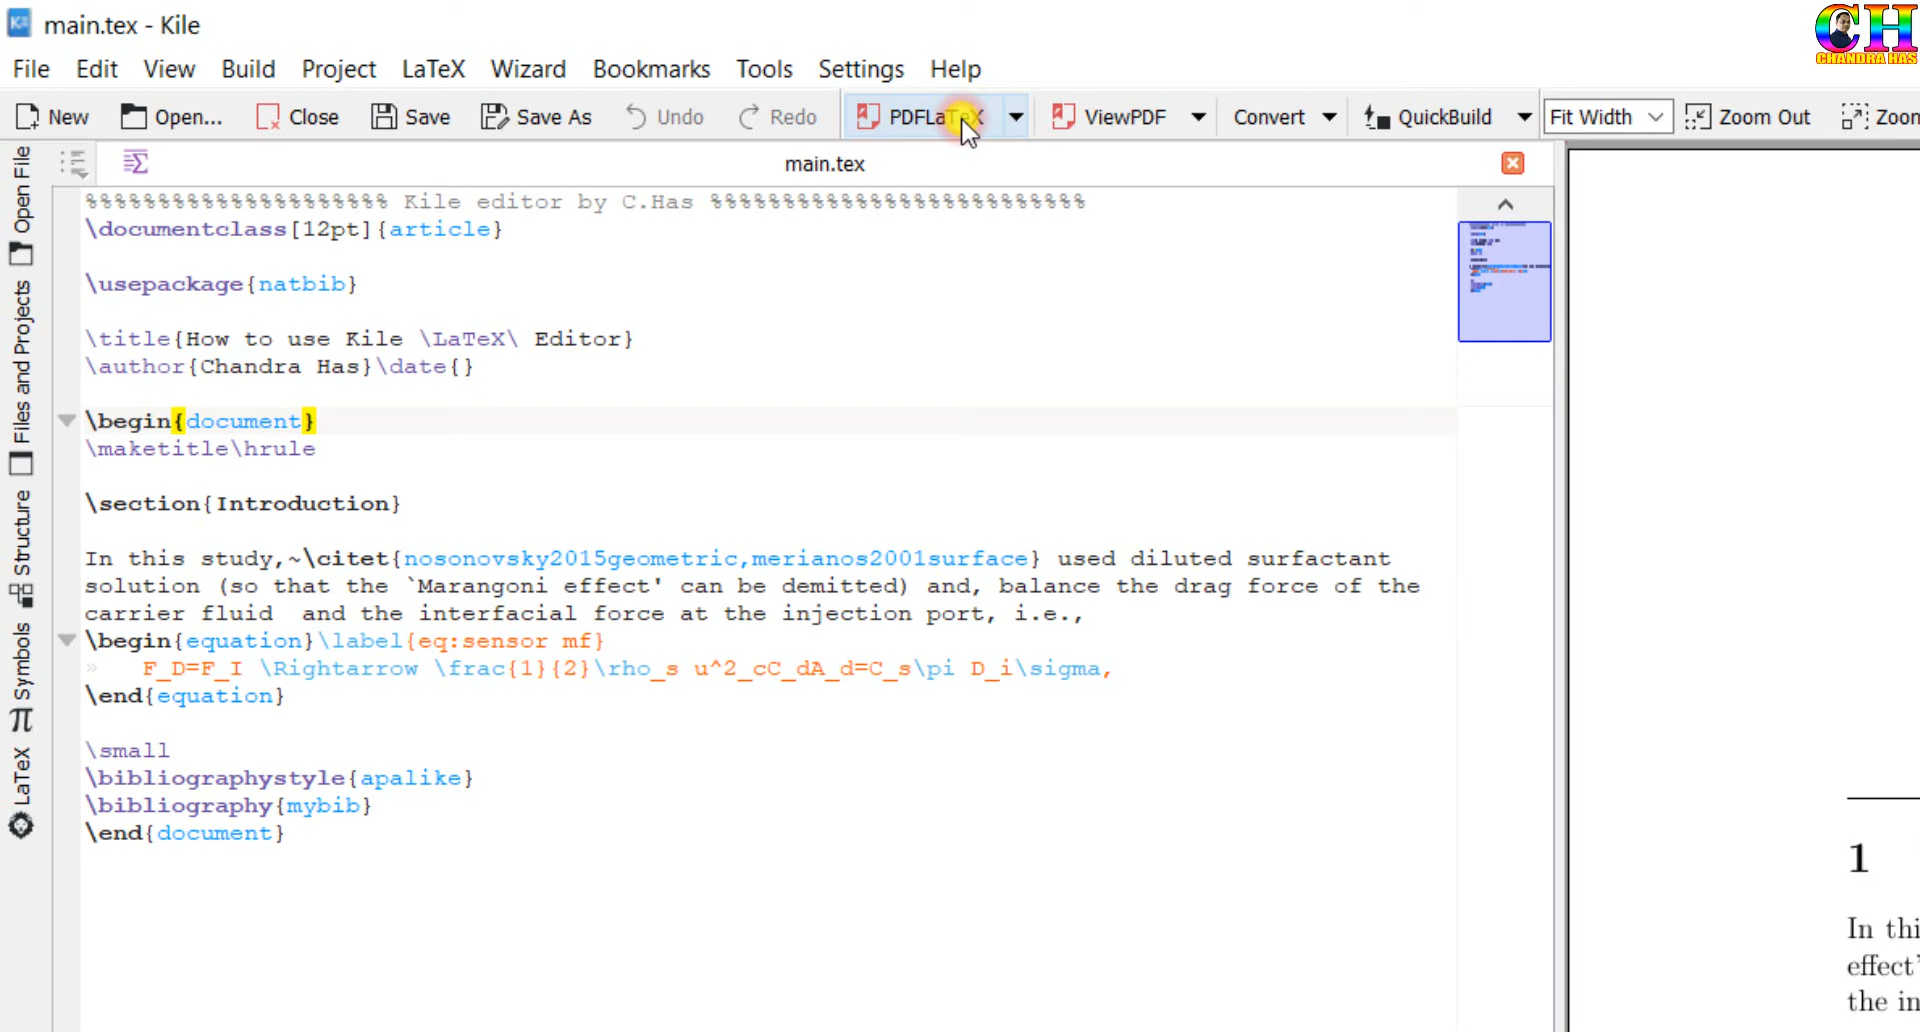 main.tex - Kile
CH
CHANDRA HAS
File Edit View Build Project LaTeX Wizard Bookmarks Tools Settings Help
New Open... Close Save Save As Undo Redo PDFLaTeX ViewPDF Convert QuickBuild Fit Width Zoom Out Zoon
main.tex
Open File
Files and Projects
Structure
Symbols
LaTeX
%%%%%%%%%%%%%%%%%%%%% Kile editor by C.Has %%%%%%%%%%%%%%%%%%%%%%%%%%
\documentclass[12pt]{article}
\usepackage{natbib}
\title{How to use Kile \LaTeX\ Editor}
\author{Chandra Has}\date{}
\begin{document}
\maketitle\hrule
\section{Introduction}
In this study,~\citet{nosonovsky2015geometric,merianos2001surface} used diluted surfactant
solution (so that the `Marangoni effect' can be demitted) and, balance the drag force of the
carrier fluid  and the interfacial force at the injection port, i.e.,
\begin{equation}\label{eq:sensor mf}
F_D=F_I \Rightarrow \frac{1}{2}\rho_s u^2_cC_dA_d=C_s\pi D_i\sigma,
\end{equation}
\small
\bibliographystyle{apalike}
\bibliography{mybib}
\end{document}
1
In thi
effect'
the in